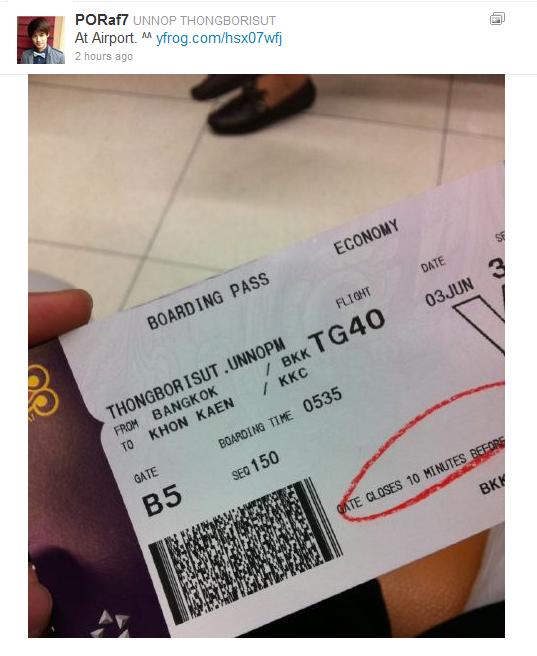 PORaf7 UNNOP THONGBORISUT
At Airport. ^^ yfrog.com/hsx07wfj
2 hours ago
BOARDING PASS
ECONOMY
THONGBORISUT .UNNOPM
FROM BANGKOK / BKK
TO KHON KAEN / KKC
FLIGHT
TG40
DATE
03JUN
GATE
B5
BOARDING TIME 0535
SEQ 150
GATE CLOSES 10 MINUTES BEFORE
BKK